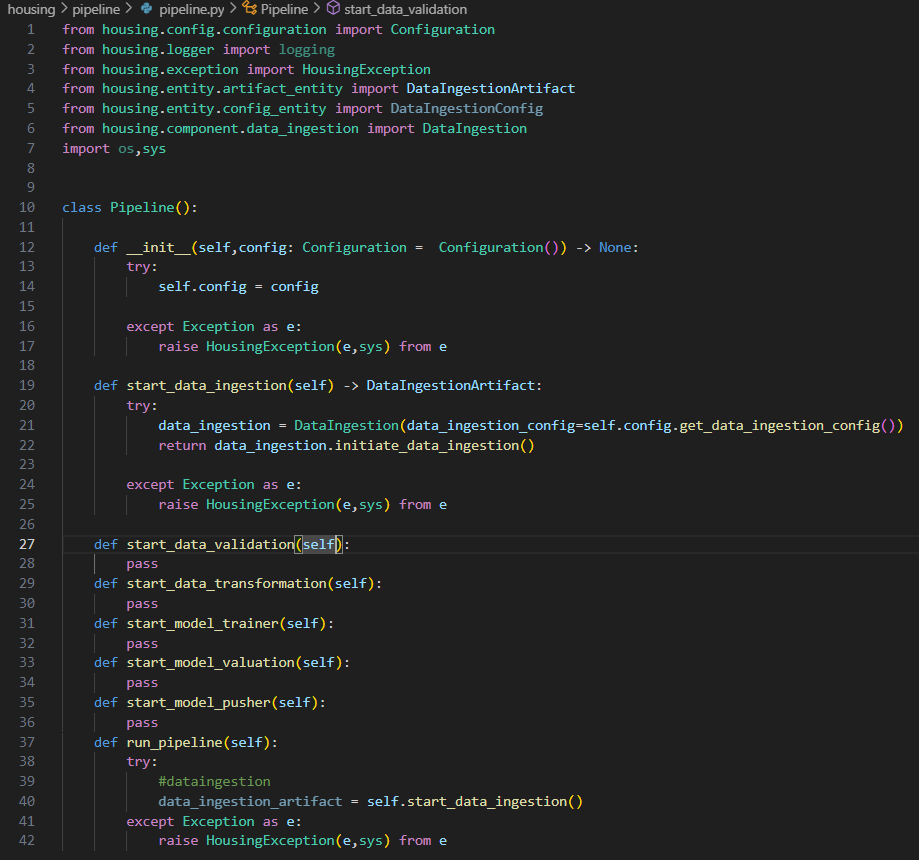 housing > pipeline > pipeline.py > Pipeline > start_data_validation
1 from housing.config.configuration import Configuration
2 from housing.logger import logging
3 from housing.exception import HousingException
4 from housing.entity.artifact_entity import DataIngestionArtifact
5 from housing.entity.config_entity import DataIngestionConfig
6 from housing.component.data_ingestion import DataIngestion
7 import os,sys
8
9
10 class Pipeline():
11
12     def __init__(self,config: Configuration =  Configuration()) -> None:
13         try:
14             self.config = config
15
16         except Exception as e:
17             raise HousingException(e,sys) from e
18
19     def start_data_ingestion(self) -> DataIngestionArtifact:
20         try:
21             data_ingestion = DataIngestion(data_ingestion_config=self.config.get_data_ingestion_config())
22             return data_ingestion.initiate_data_ingestion()
23
24         except Exception as e:
25             raise HousingException(e,sys) from e
26
27     def start_data_validation(self):
28         pass
29     def start_data_transformation(self):
30         pass
31     def start_model_trainer(self):
32         pass
33     def start_model_valuation(self):
34         pass
35     def start_model_pusher(self):
36         pass
37     def run_pipeline(self):
38         try:
39             #dataingestion
40             data_ingestion_artifact = self.start_data_ingestion()
41         except Exception as e:
42             raise HousingException(e,sys) from e